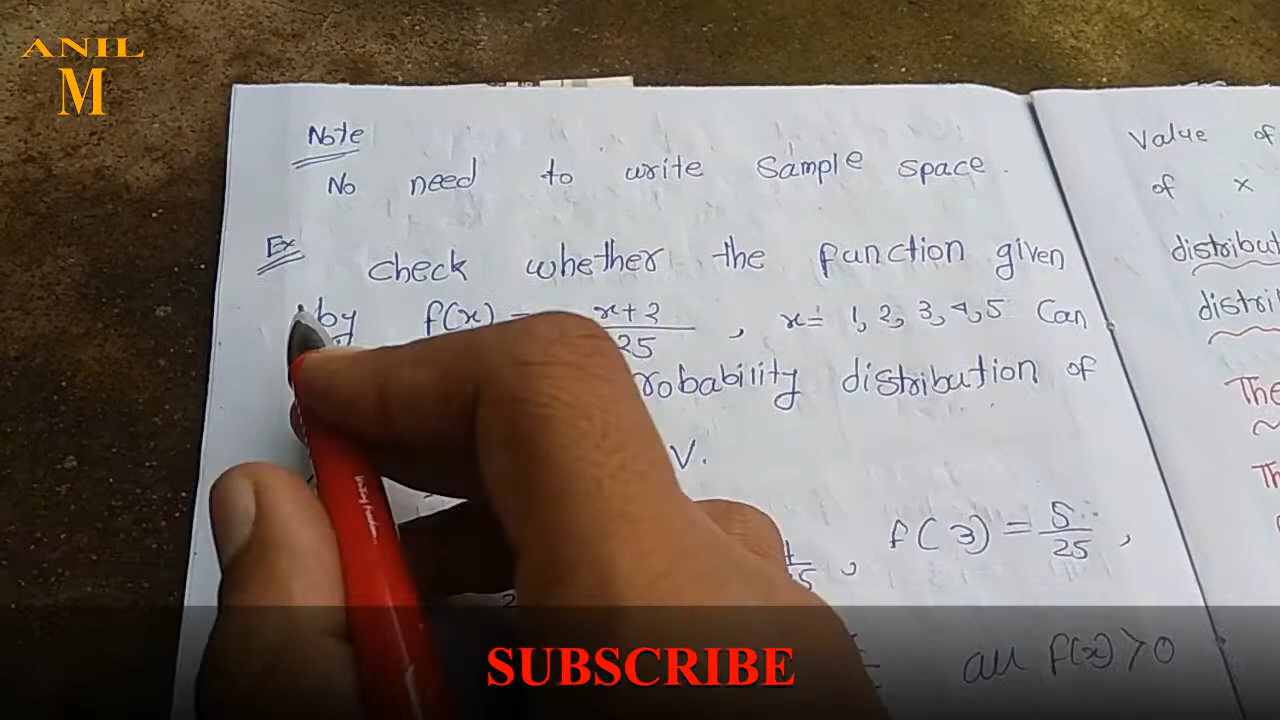 ANIL
M
Note
No need to write Sample space.
Ex check whether the function given
by f(x) = x+2/25, x= 1, 2, 3, 4, 5 Can
robability distribution of
V.
f(3) = 5/25,
all f(x) > 0
Value of
of x
distribut
distri
The
Th
Writing Freedom...
SUBSCRIBE